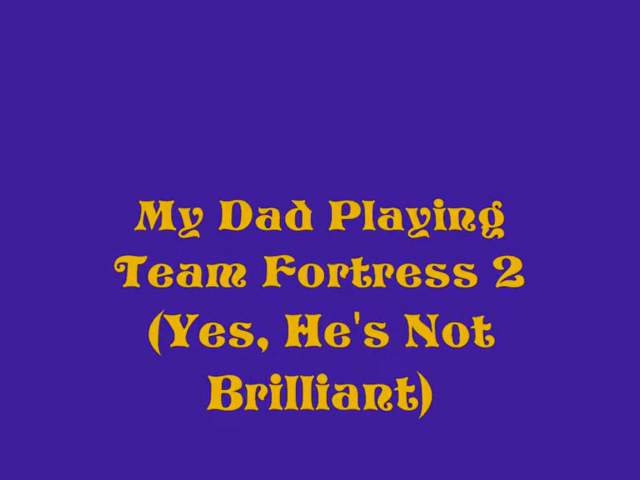 My Dad Playing
Team Fortress 2
(Yes, He's Not
Brilliant)